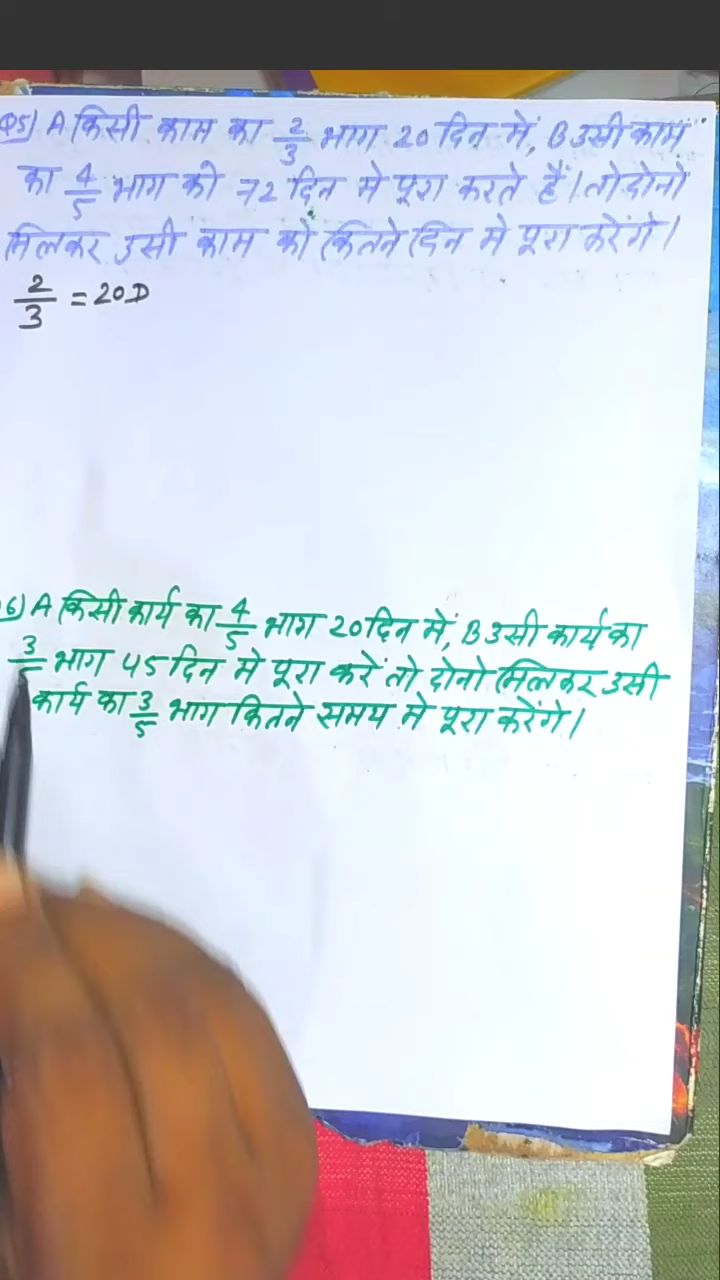 Q5) A किसी काम का 2/3 भाग 20 दिन में, B उसी काम
का 4/5 भाग को 72 दिन मे पूरा करते हैं। तो दोनो
मिलकर उसी काम को कितने दिन मे पूरा करेंगे।
2/3 = 20D
6) A किसी कार्य का 4/5 भाग 20 दिन में, B उसी कार्य का
3/5 भाग 45 दिन मे पूरा करें तो दोनो मिलकर उसी
कार्य का 3/5 भाग कितने समय मे पूरा करेंगे।